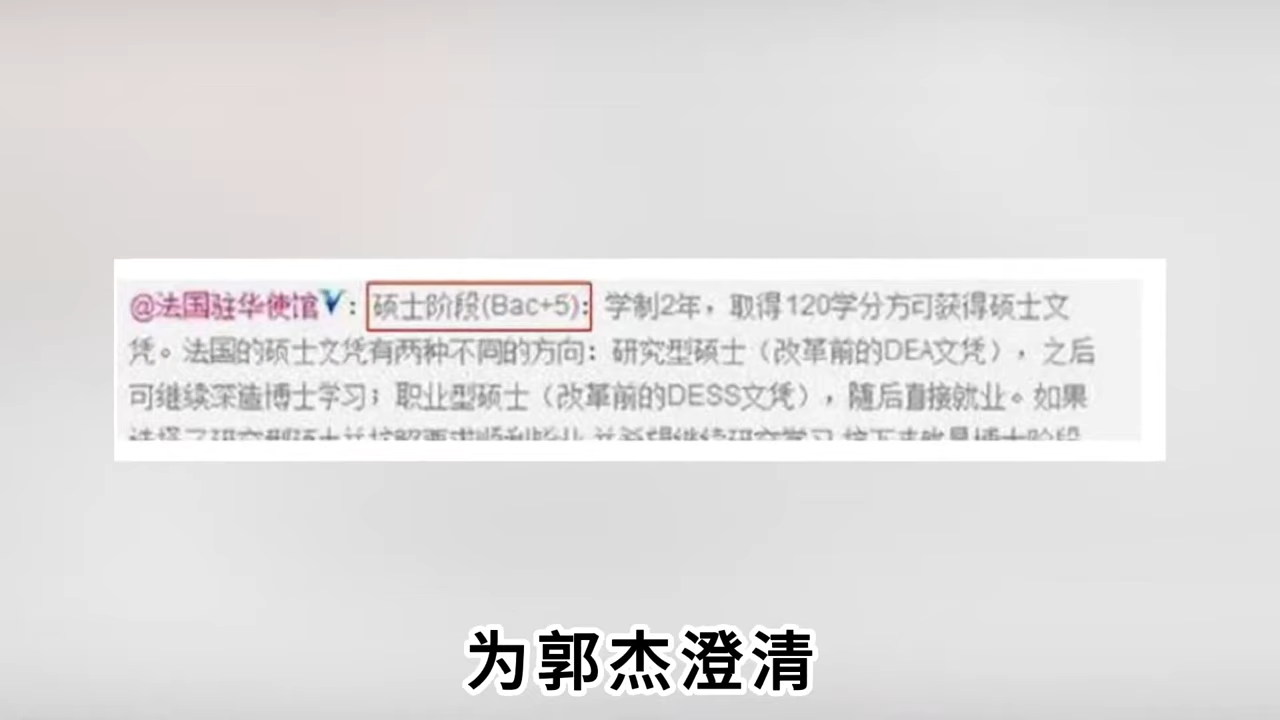 @法国驻华使馆V：硕士阶段(Bac+5)：学制2年，取得120学分方可获得硕士文
凭。法国的硕士文凭有两种不同的方向：研究型硕士（改革前的DEA文凭），之后
可继续深造博士学习；职业型硕士（改革前的DESS文凭），随后直接就业。如果
为郭杰澄清